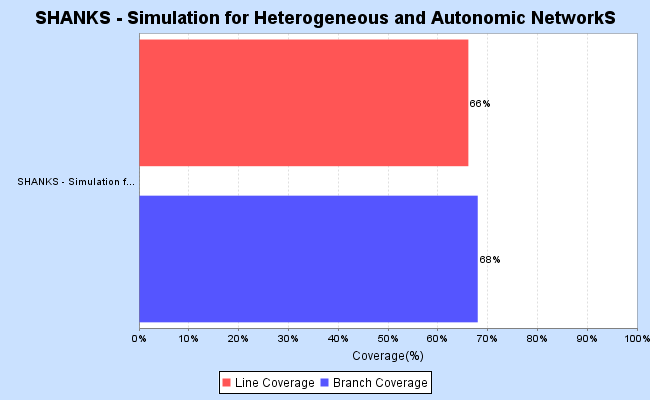 SHANKS - Simulation for Heterogeneous and Autonomic NetworkS
66%
SHANKS - Simulation f...
68%
0% 10% 20% 30% 40% 50% 60% 70% 80% 90% 100%
Coverage(%)
Line Coverage Branch Coverage